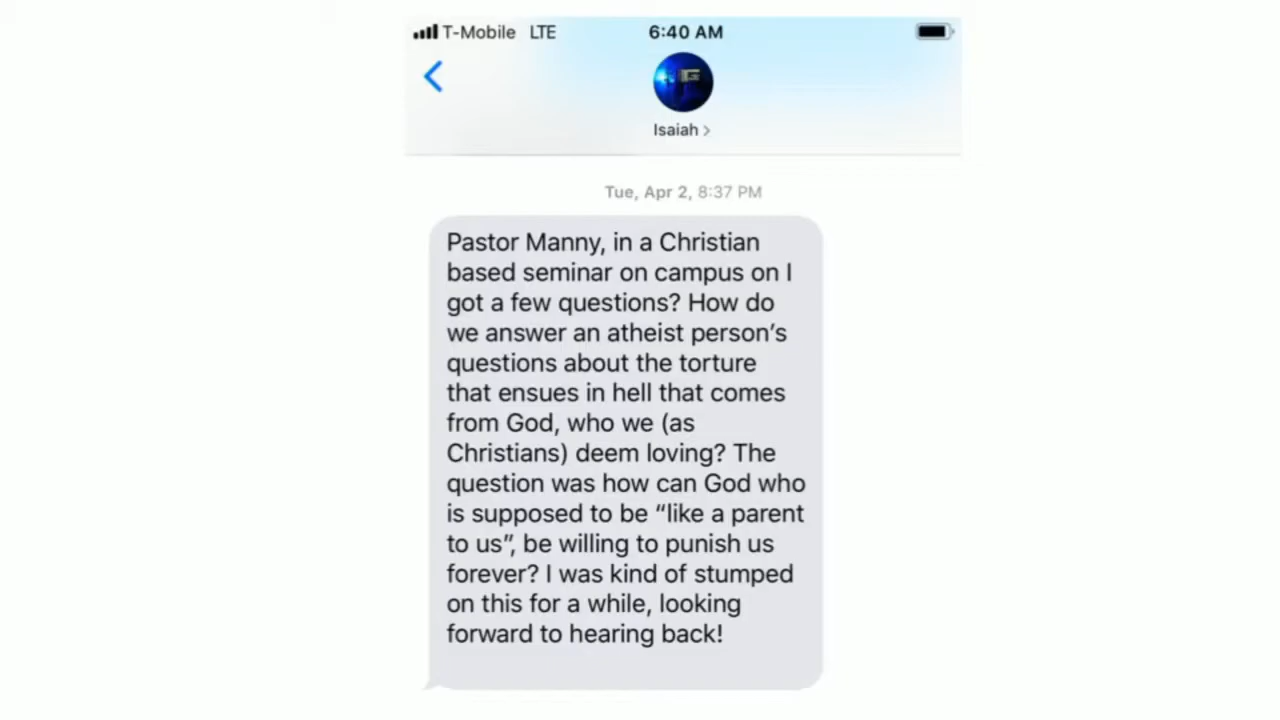 T-Mobile LTE 6:40 AM
Isaiah >
Tue, Apr 2, 8:37 PM
Pastor Manny, in a Christian
based seminar on campus on I
got a few questions? How do
we answer an atheist person’s
questions about the torture
that ensues in hell that comes
from God, who we (as
Christians) deem loving? The
question was how can God who
is supposed to be “like a parent
to us”, be willing to punish us
forever? I was kind of stumped
on this for a while, looking
forward to hearing back!